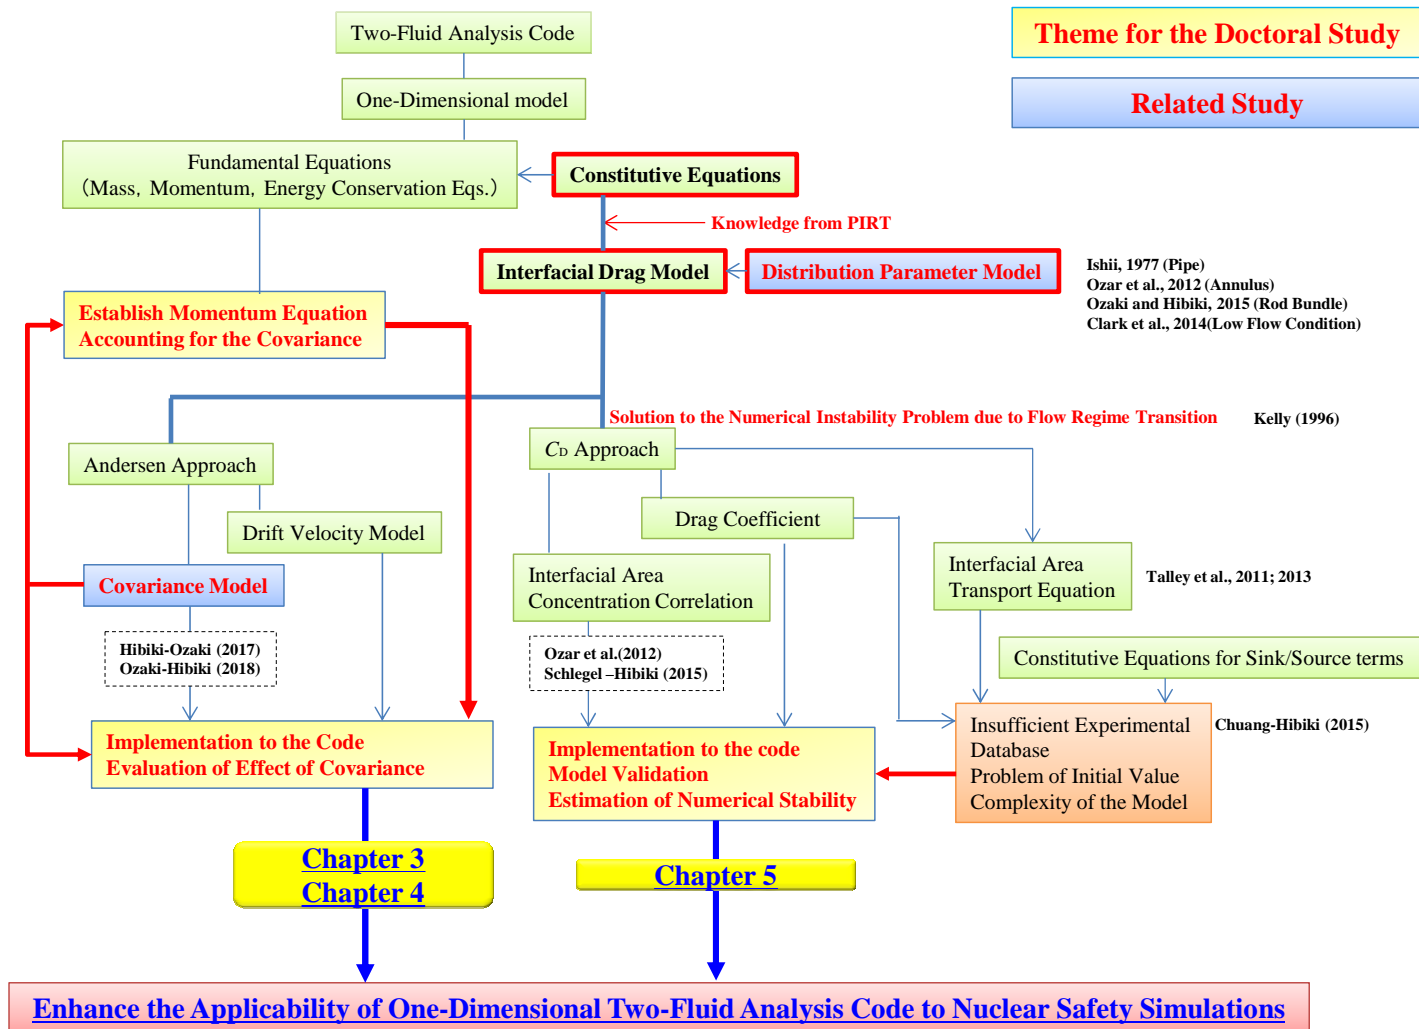 Two-Fluid Analysis Code
Theme for the Doctoral Study
One-Dimensional model
Related Study
Fundamental Equations
（Mass，Momentum，Energy Conservation Eqs.）
Constitutive Equations
Knowledge from PIRT
Interfacial Drag Model
Distribution Parameter Model
Ishii, 1977 (Pipe)
Ozar et al., 2012 (Annulus)
Ozaki and Hibiki, 2015 (Rod Bundle)
Clark et al., 2014(Low Flow Condition)
Establish Momentum Equation
Accounting for the Covariance
Solution to the Numerical Instability Problem due to Flow Regime Transition
Kelly (1996)
Andersen Approach
CD Approach
Drift Velocity Model
Drag Coefficient
Covariance Model
Interfacial Area
Concentration Correlation
Interfacial Area
Transport Equation
Talley et al., 2011; 2013
Hibiki-Ozaki (2017)
Ozaki-Hibiki (2018)
Ozar et al.(2012)
Schlegel –Hibiki (2015)
Constitutive Equations for Sink/Source terms
Implementation to the Code
Evaluation of Effect of Covariance
Implementation to the code
Model Validation
Estimation of Numerical Stability
Insufficient Experimental
Database
Problem of Initial Value
Complexity of the Model
Chuang-Hibiki (2015)
Chapter 3
Chapter 4
Chapter 5
Enhance the Applicability of One-Dimensional Two-Fluid Analysis Code to Nuclear Safety Simulations